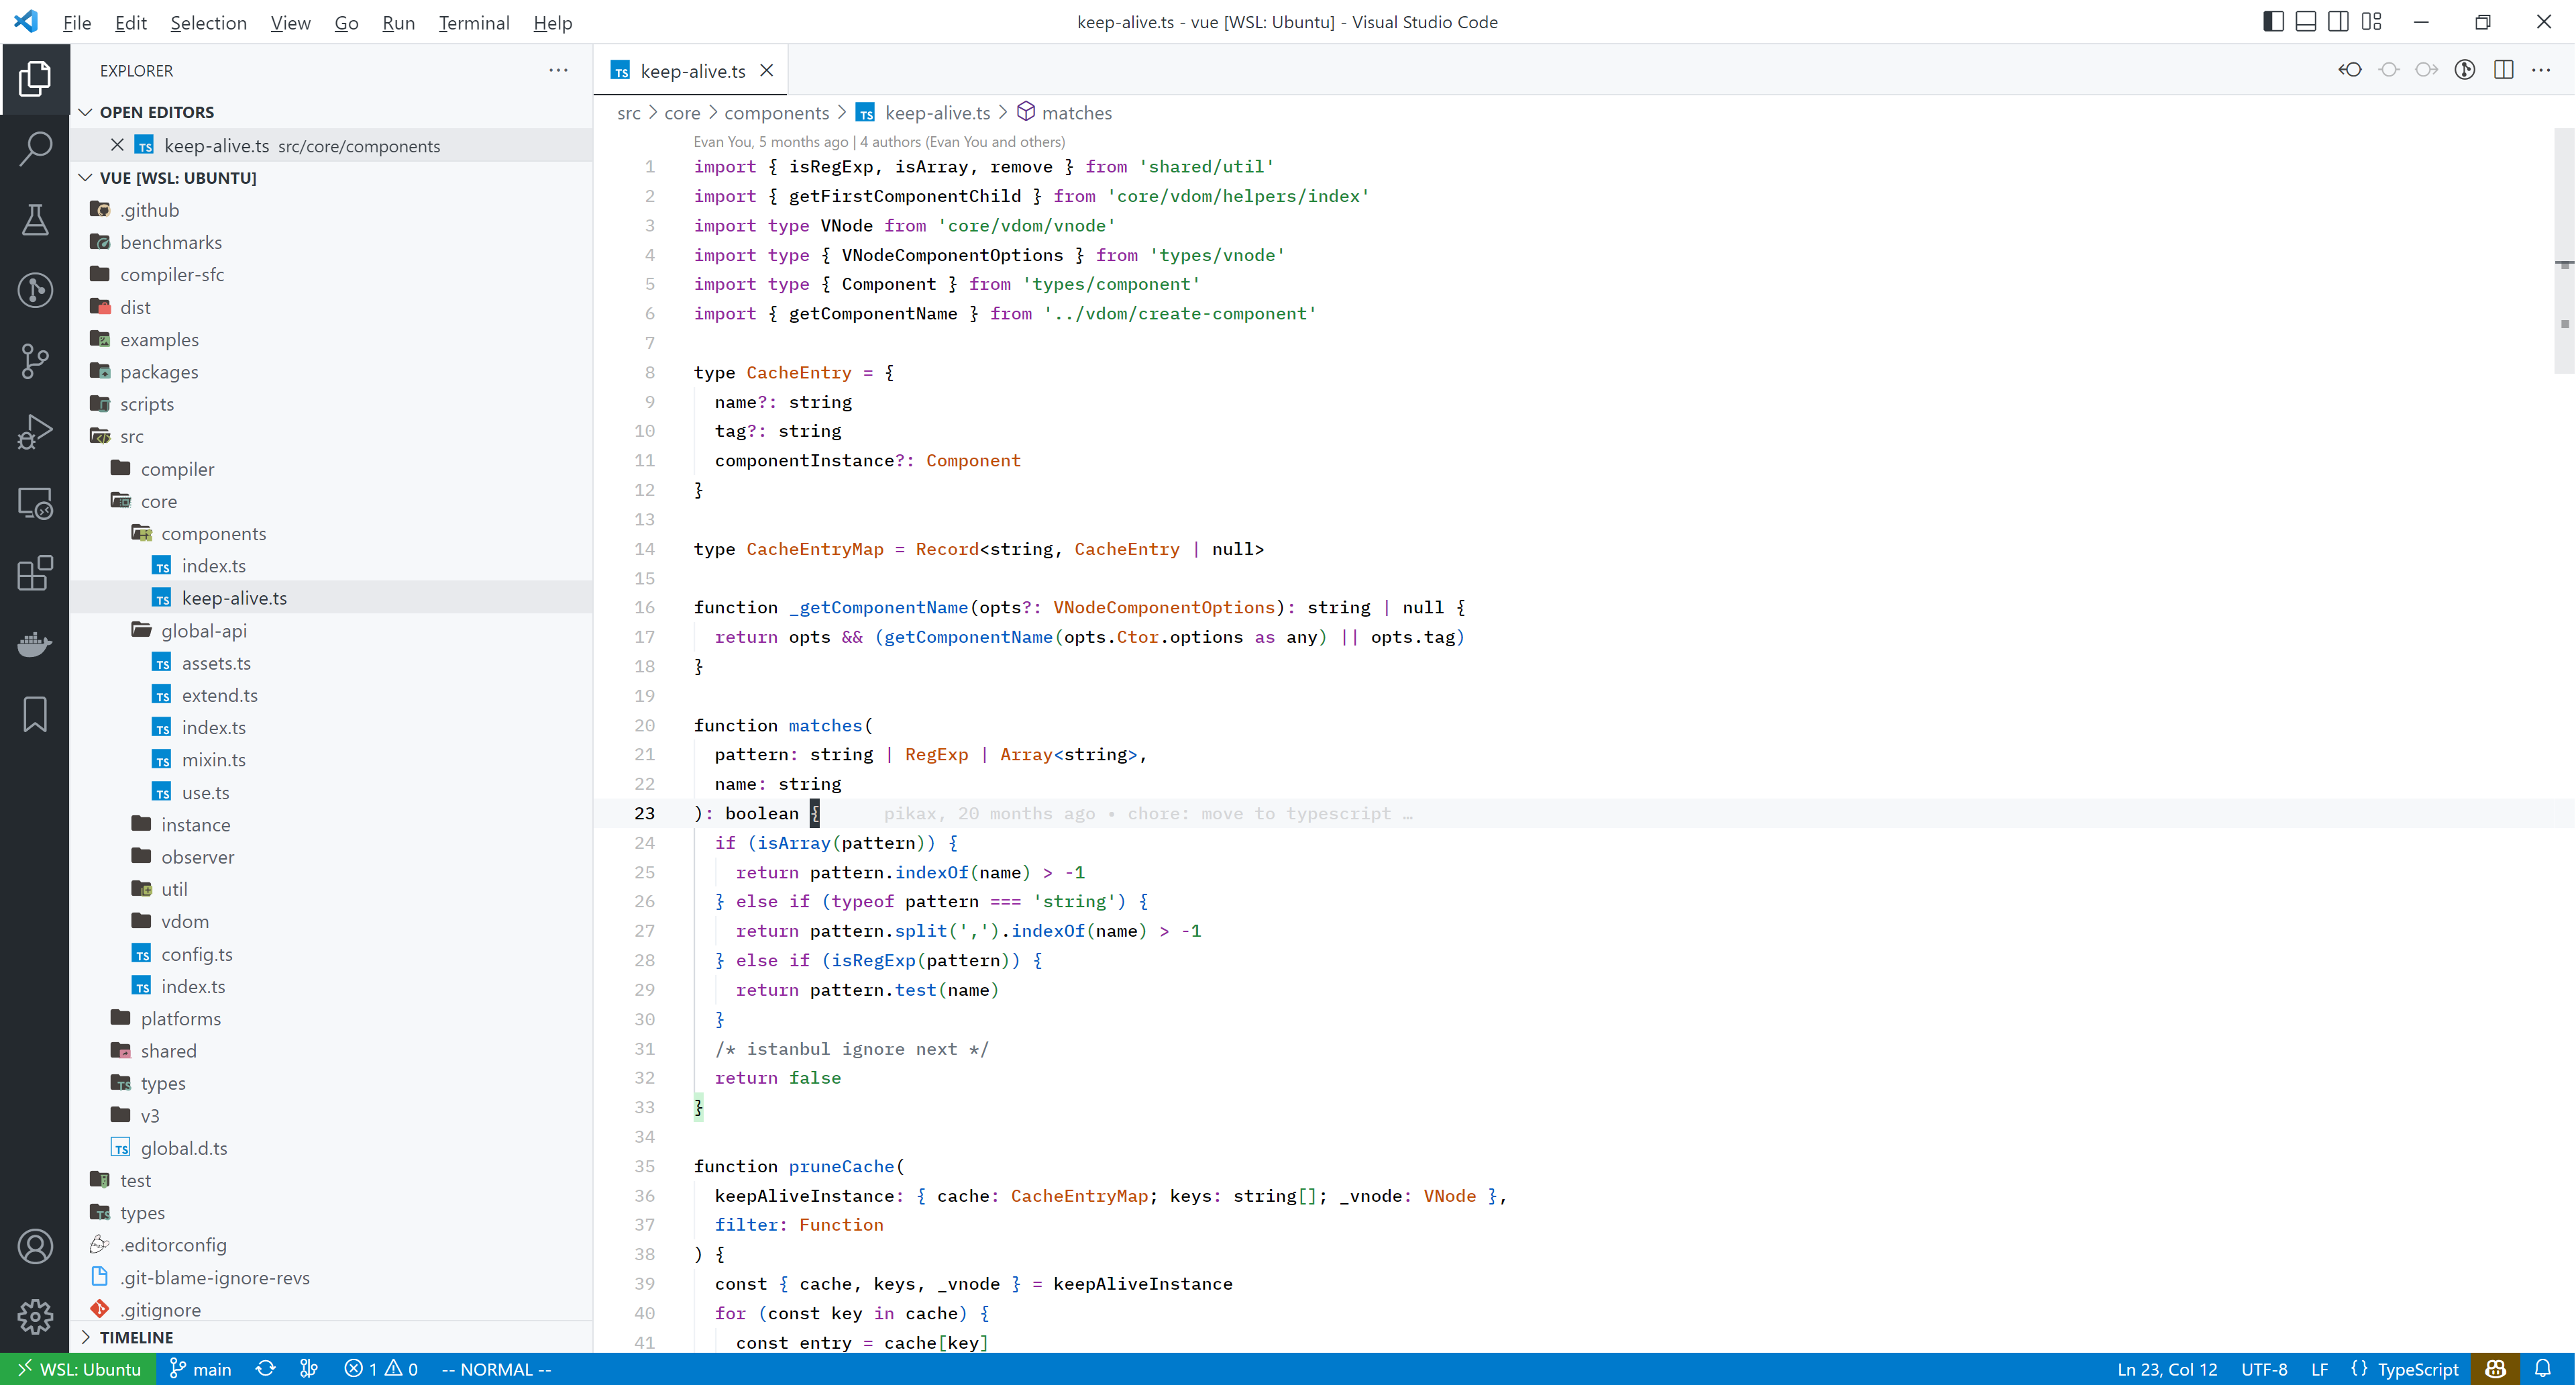 File Edit Selection View Go Run Terminal Help
keep-alive.ts - vue [WSL: Ubuntu] - Visual Studio Code
EXPLORER
OPEN EDITORS
keep-alive.ts src/core/components
VUE [WSL: UBUNTU]
.github
benchmarks
compiler-sfc
dist
examples
packages
scripts
src
compiler
core
components
TS index.ts
TS keep-alive.ts
global-api
TS assets.ts
TS extend.ts
TS index.ts
TS mixin.ts
TS use.ts
instance
observer
util
vdom
TS config.ts
TS index.ts
platforms
shared
types
v3
TS global.d.ts
test
types
.editorconfig
.git-blame-ignore-revs
.gitignore
TIMELINE
TS keep-alive.ts
src > core > components > TS keep-alive.ts > matches
Evan You, 5 months ago | 4 authors (Evan You and others)
1 import { isRegExp, isArray, remove } from 'shared/util'
2 import { getFirstComponentChild } from 'core/vdom/helpers/index'
3 import type VNode from 'core/vdom/vnode'
4 import type { VNodeComponentOptions } from 'types/vnode'
5 import type { Component } from 'types/component'
6 import { getComponentName } from '../vdom/create-component'
7
8 type CacheEntry = {
9 name?: string
10 tag?: string
11 componentInstance?: Component
12 }
13
14 type CacheEntryMap = Record<string, CacheEntry | null>
15
16 function _getComponentName(opts?: VNodeComponentOptions): string | null {
17 return opts && (getComponentName(opts.Ctor.options as any) || opts.tag)
18 }
19
20 function matches(
21 pattern: string | RegExp | Array<string>,
22 name: string
23 ): boolean { pikax, 20 months ago • chore: move to typescript …
24 if (isArray(pattern)) {
25 return pattern.indexOf(name) > -1
26 } else if (typeof pattern === 'string') {
27 return pattern.split(',').indexOf(name) > -1
28 } else if (isRegExp(pattern)) {
29 return pattern.test(name)
30 }
31 /* istanbul ignore next */
32 return false
33 }
34
35 function pruneCache(
36 keepAliveInstance: { cache: CacheEntryMap; keys: string[]; _vnode: VNode },
37 filter: Function
38 ) {
39 const { cache, keys, _vnode } = keepAliveInstance
40 for (const key in cache) {
41 const entry = cache[key]
WSL: Ubuntu main 1 0 -- NORMAL --
Ln 23, Col 12 UTF-8 LF {} TypeScript